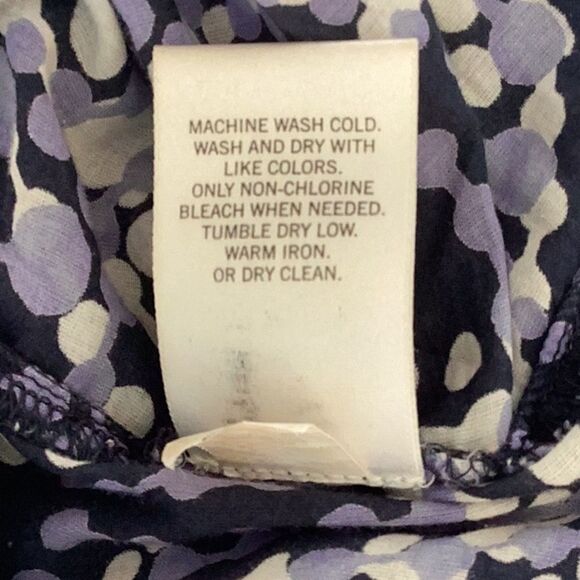 MACHINE WASH COLD.
WASH AND DRY WITH
LIKE COLORS.
ONLY NON-CHLORINE
BLEACH WHEN NEEDED.
TUMBLE DRY LOW.
WARM IRON.
OR DRY CLEAN.